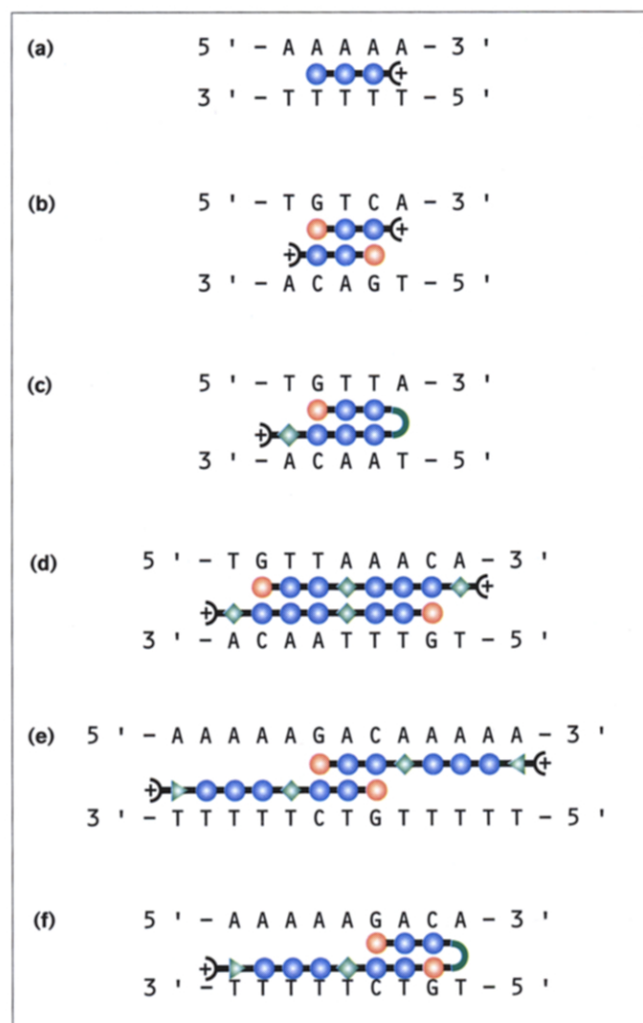 (a) 5 ' - A A A A A - 3 '
+
3 ' - T T T T T - 5 '
(b) 5 ' - T G T C A - 3 '
+
+
3 ' - A C A G T - 5 '
(c) 5 ' - T G T T A - 3 '
+
3 ' - A C A A T - 5 '
(d) 5 ' - T G T T A A A C A - 3 '
+
+
3 ' - A C A A T T T G T - 5 '
(e) 5 ' - A A A A A G A C A A A A A - 3 '
+
+
3 ' - T T T T T C T G T T T T T - 5 '
(f) 5 ' - A A A A A G A C A - 3 '
+
3 ' - T T T T T C T G T - 5 '